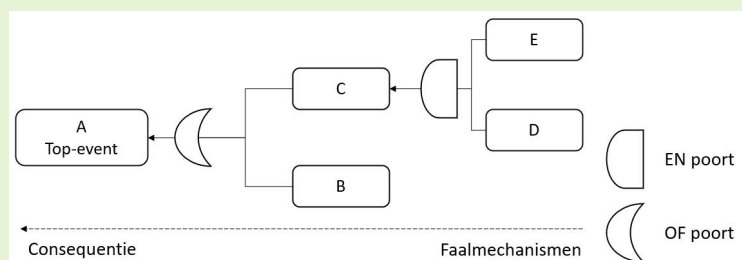 E
C
A
Top-event
D
EN poort
B
OF poort
Consequentie
Faalmechanismen